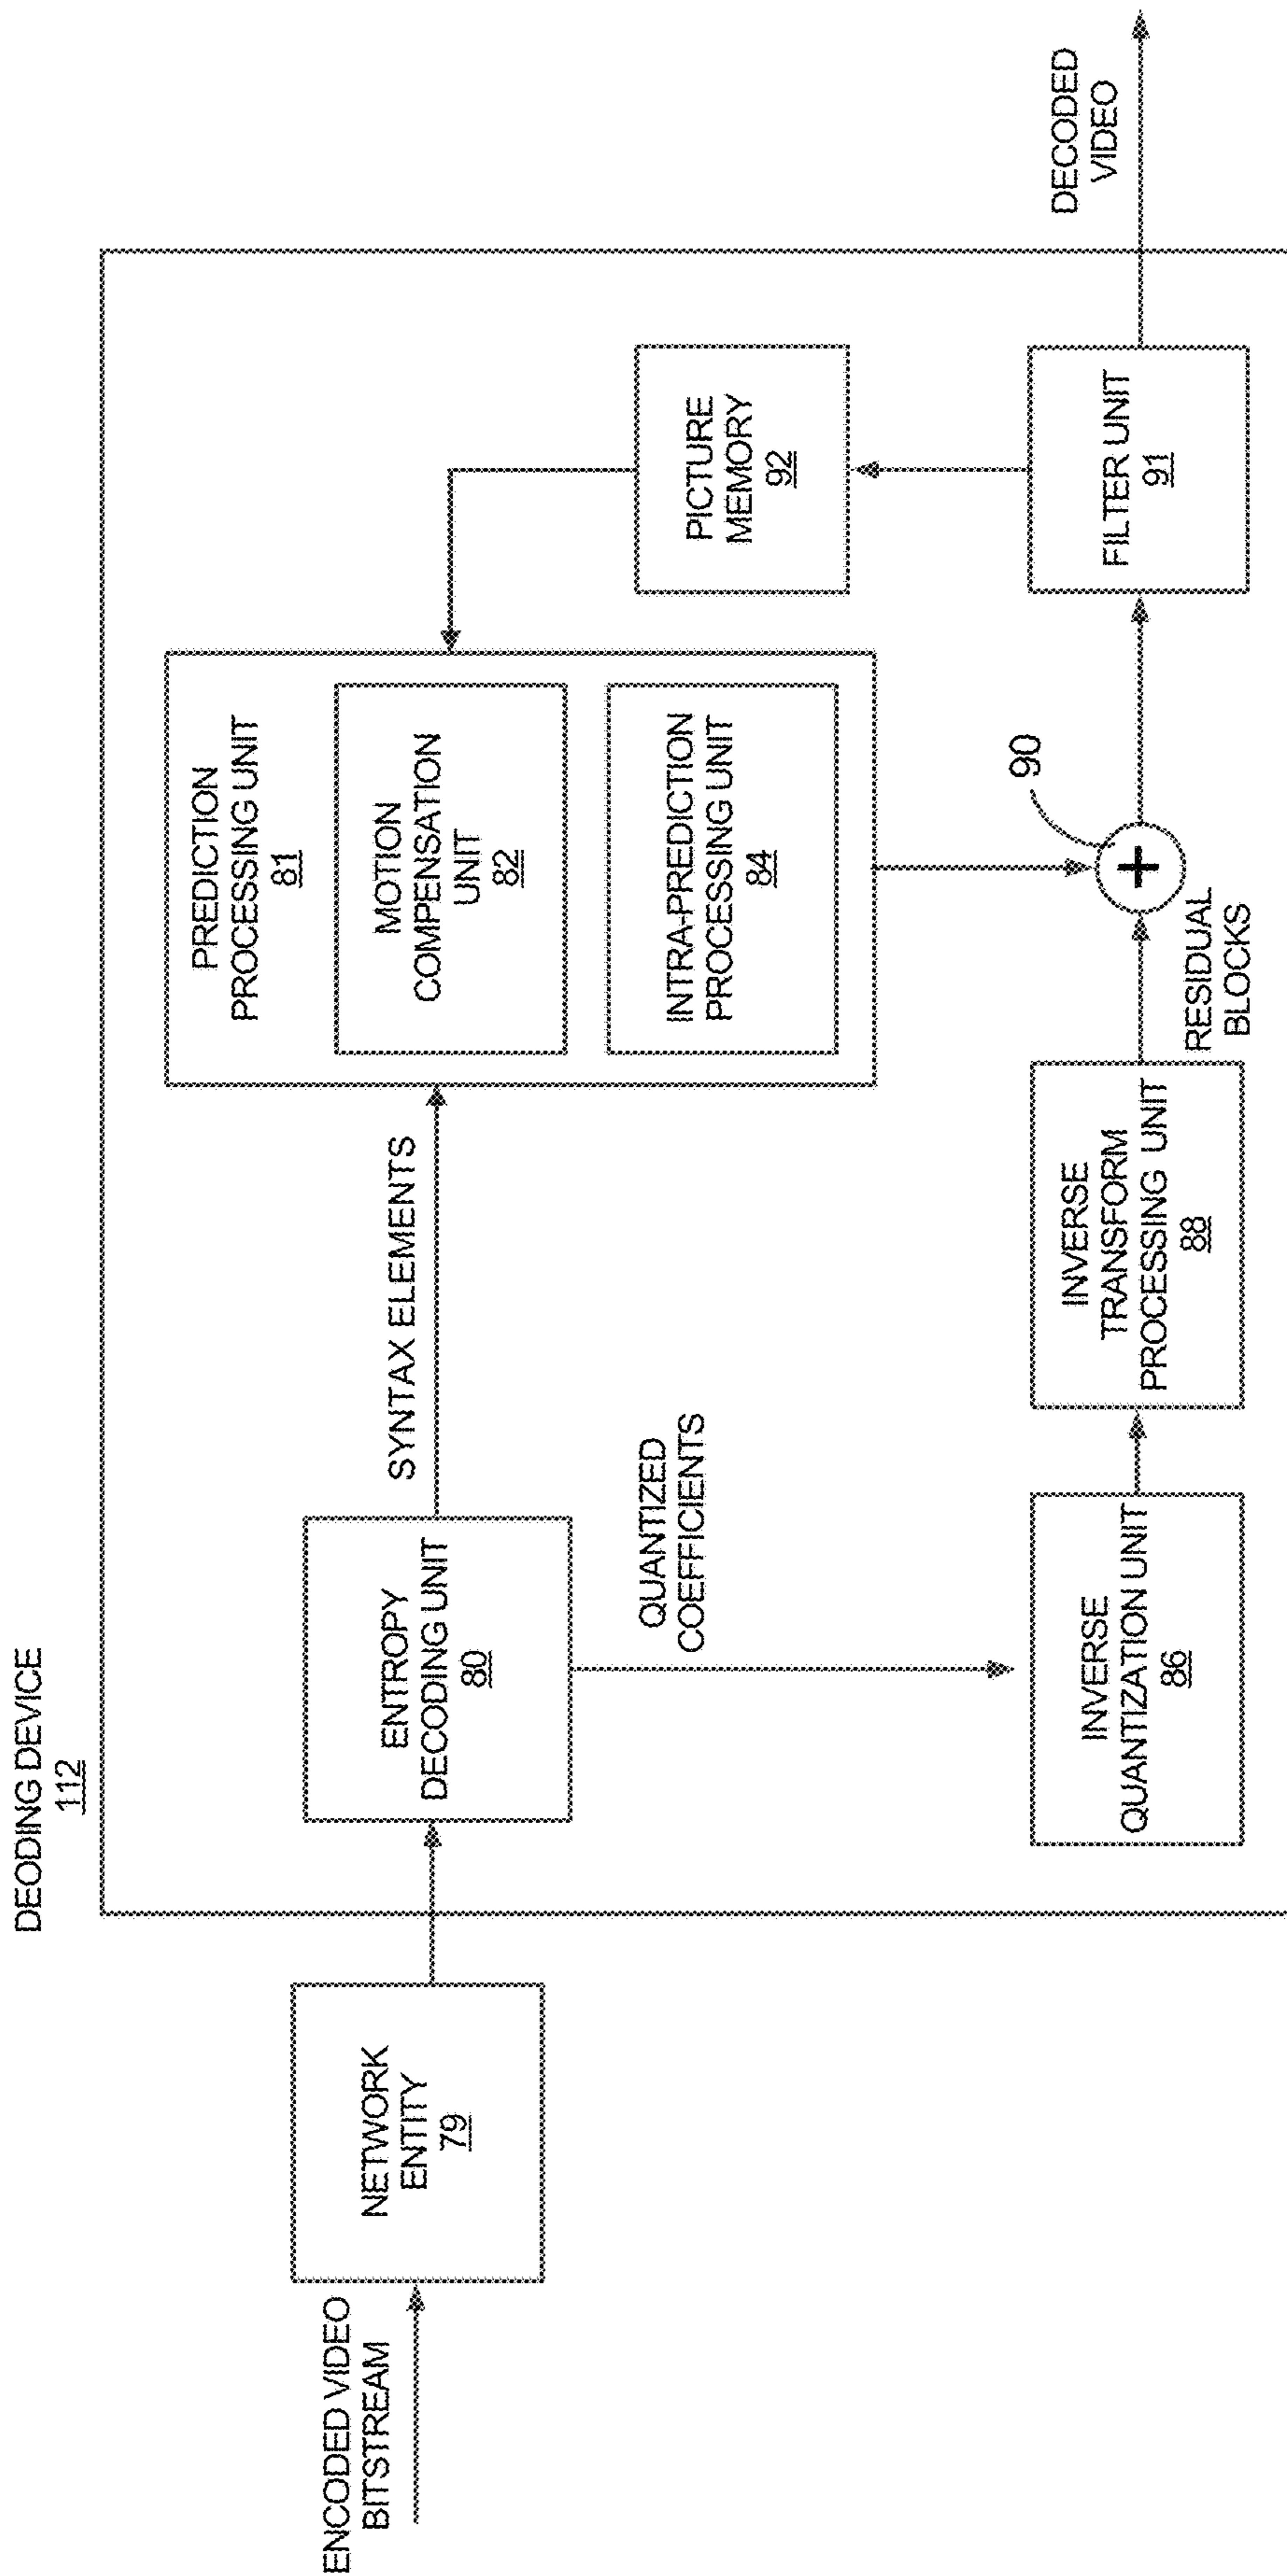 DEODING DEVICE
112
ENCODED VIDEO
BITSTREAM
NETWORK
ENTITY
79
ENTROPY
DECODING UNIT
80
SYNTAX ELEMENTS
QUANTIZED
COEFFICIENTS
PREDICTION
PROCESSING UNIT
81
MOTION
COMPENSATION
UNIT
82
INTRA-PREDICTION
PROCESSING UNIT
84
PICTURE
MEMORY
92
INVERSE
QUANTIZATION UNIT
86
INVERSE
TRANSFORM
PROCESSING UNIT
88
RESIDUAL
BLOCKS
90
+
FILTER UNIT
91
DECODED
VIDEO